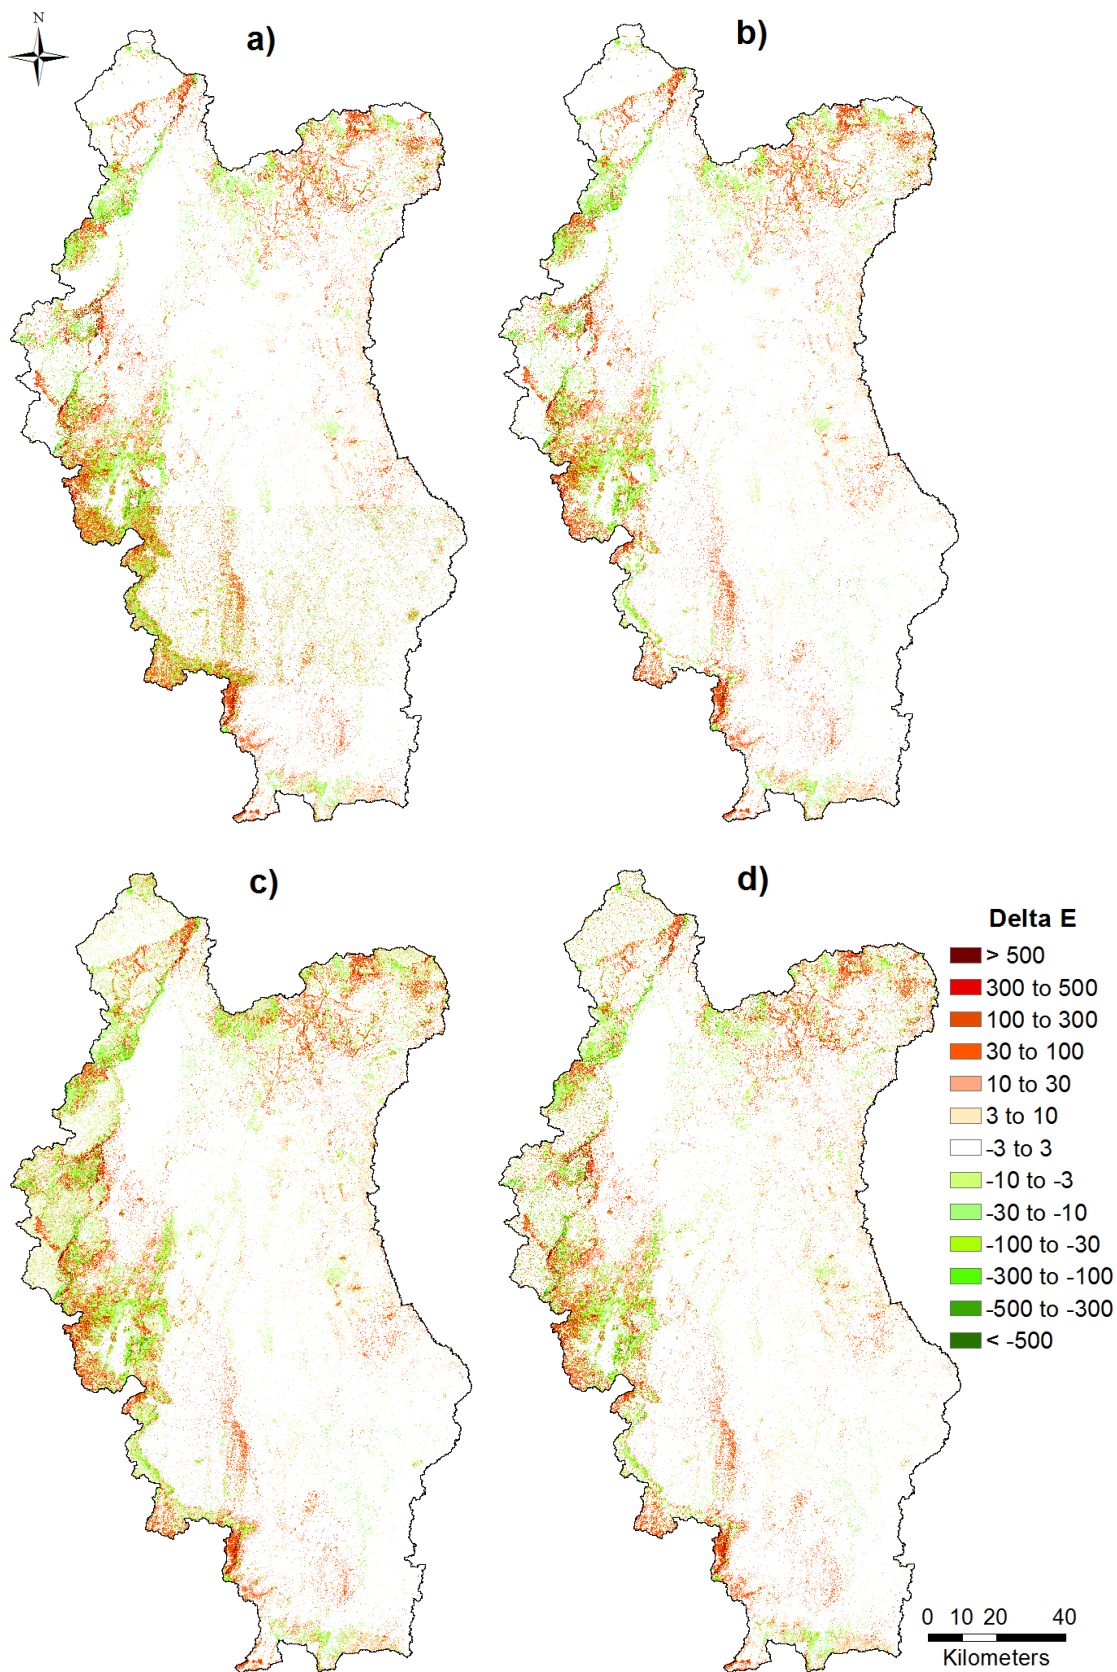 N
a)
b)
c)
d)
Delta E
> 500
300 to 500
100 to 300
30 to 100
10 to 30
3 to 10
-3 to 3
-10 to -3
-30 to -10
-100 to -30
-300 to -100
-500 to -300
< -500
0 10 20 40
Kilometers